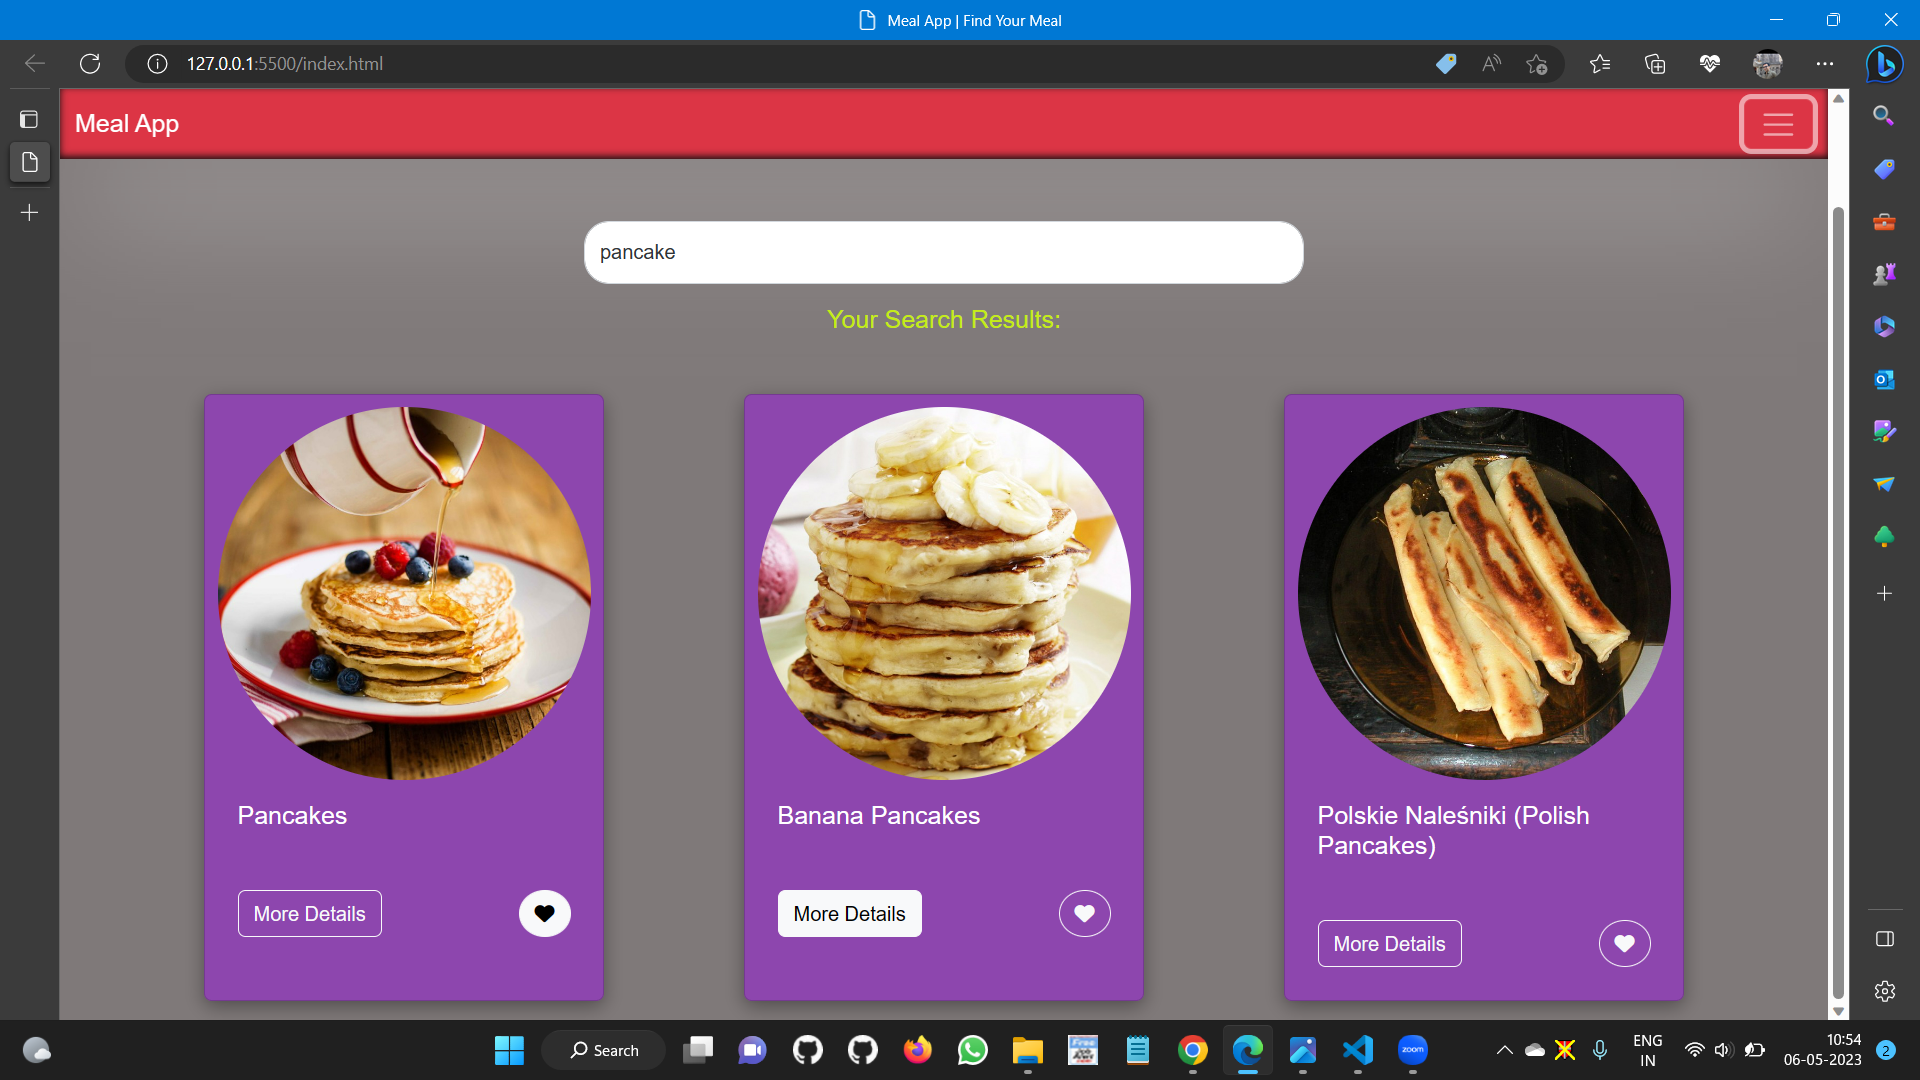 Meal App | Find Your Meal
127.0.0.1:5500/index.html
Meal App
pancake
Your Search Results:
Pancakes
Banana Pancakes
Polskie Naleśniki (Polish
Pancakes)
More Details
More Details
More Details
Search
zoom
ENG
IN
10:54
06-05-2023
2